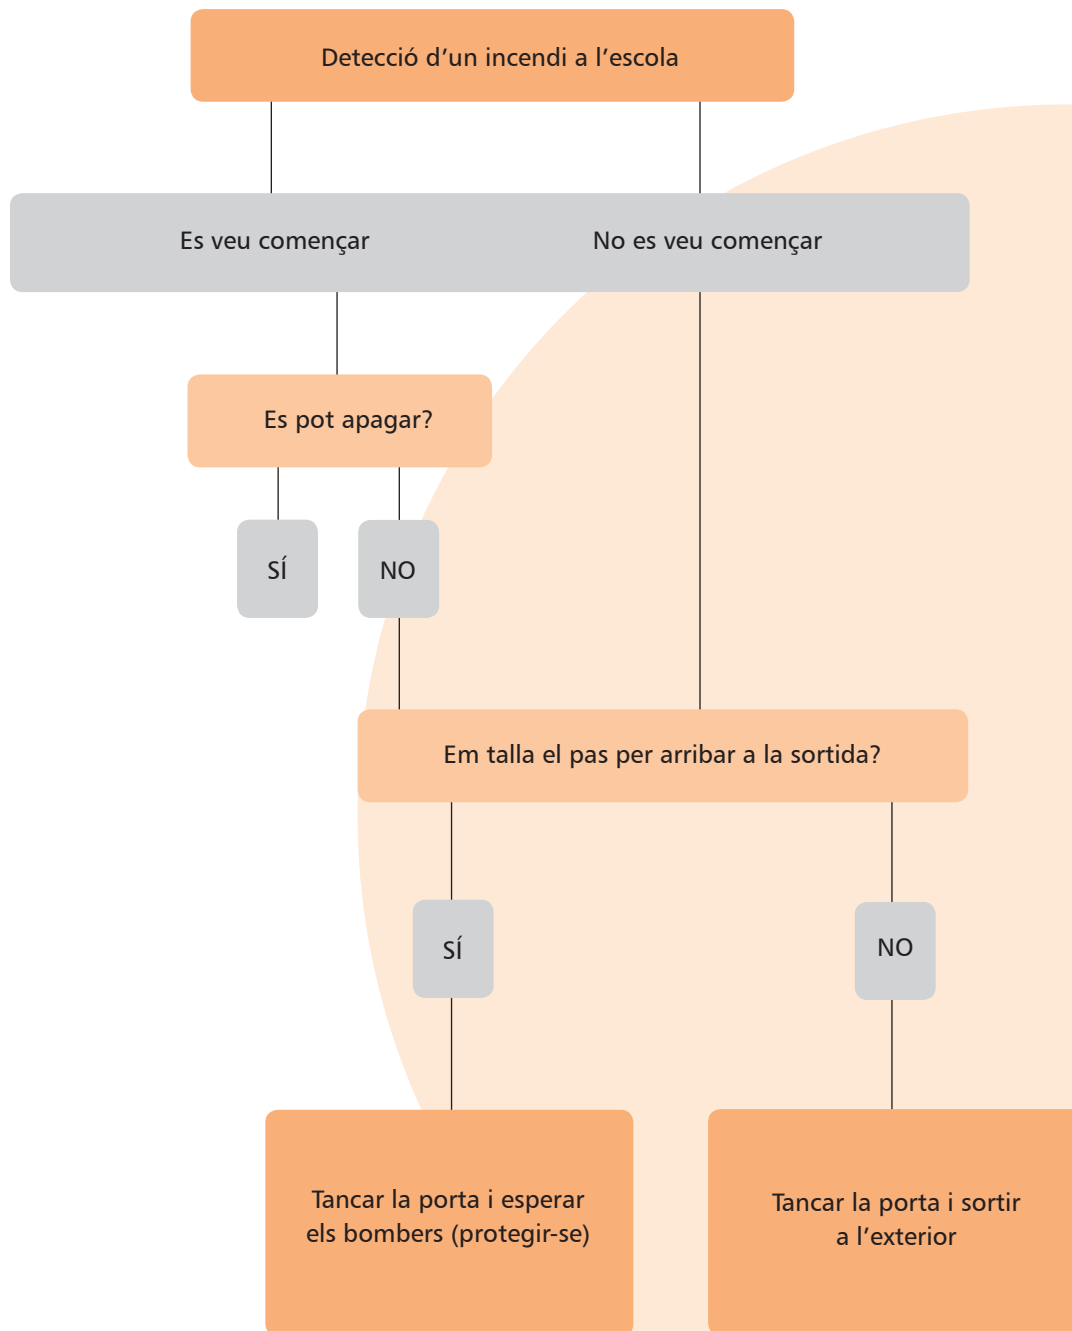 Detecció d’un incendi a l’escola
Es veu començar
No es veu començar
Es pot apagar?
SÍ
NO
Em talla el pas per arribar a la sortida?
SÍ
NO
Tancar la porta i esperar
els bombers (protegir-se)
Tancar la porta i sortir
a l’exterior